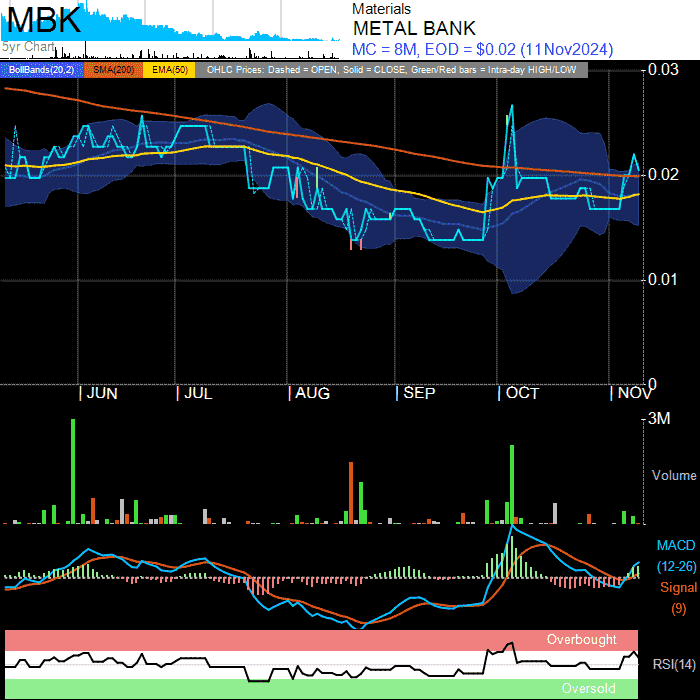 MBK
5yr Chart
Materials
METAL BANK
MC = 8M, EOD = $0.02 (11Nov2024)
BollBands(20,2) SMA(200) EMA(50) OHLC Prices: Dashed = OPEN, Solid = CLOSE, Green/Red bars = Intra-day HIGH/LOW
0.03
0.02
0.01
0
| JUN | JUL | AUG | SEP | OCT | NOV
3M
Volume
MACD
(12-26)
Signal
(9)
Overbought
RSI(14)
Oversold